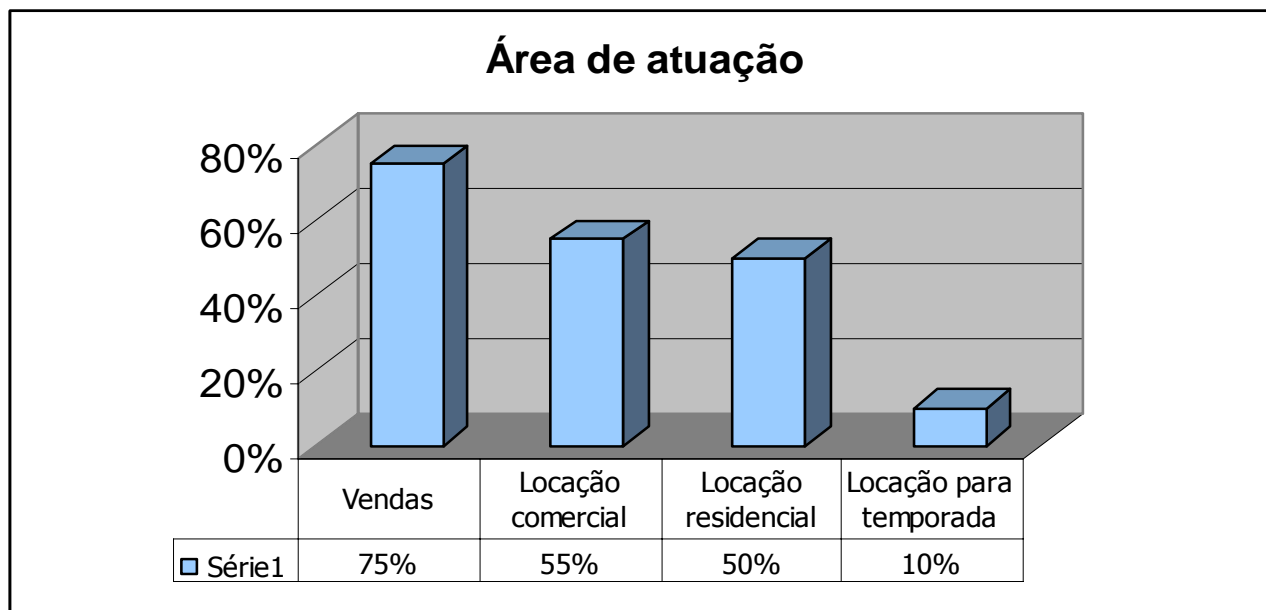 Área de atuação
80%
60%
40%
20%
0%
Vendas
Locação
comercial
Locação
residencial
Locação para
temporada
Série1 75% 55% 50% 10%